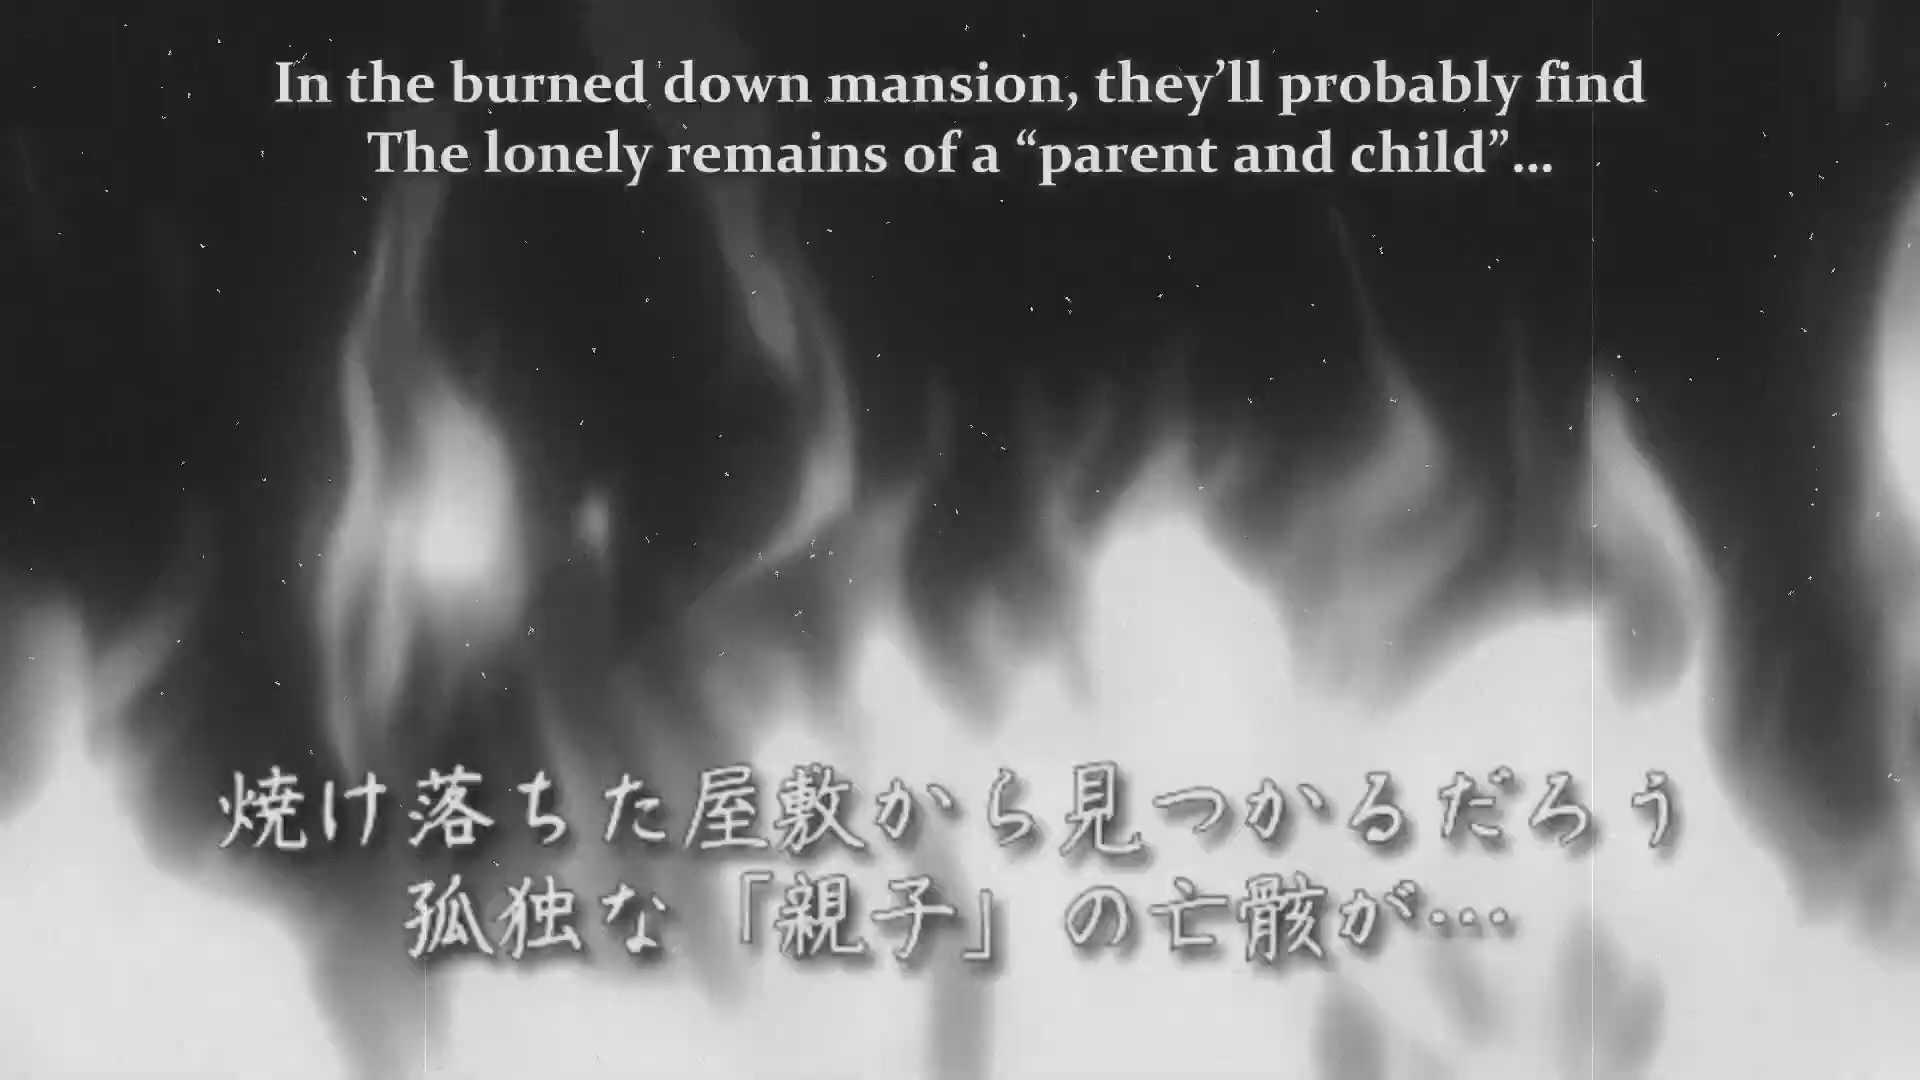 In the burned down mansion, they’ll probably find
The lonely remains of a “parent and child”...
焼け落ちた屋敷から見つかるだろう
孤独な「親子」の亡骸が…